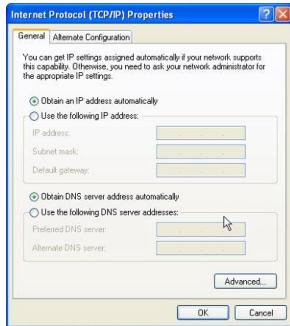 Internet Protocol (TCP/IP) Properties
General
Alternate Configuration
You can get IP settings assigned automatically if your network supports
this capability. Otherwise, you need to ask your network administrator for
the appropriate IP settings.
Obtain an IP address automatically
Use the following IP address:
IP address:
Subnet mask:
Default gateway:
Obtain DNS server address automatically
Use the following DNS server addresses:
Preferred DNS server:
Alternate DNS server:
Advanced...
OK
Cancel